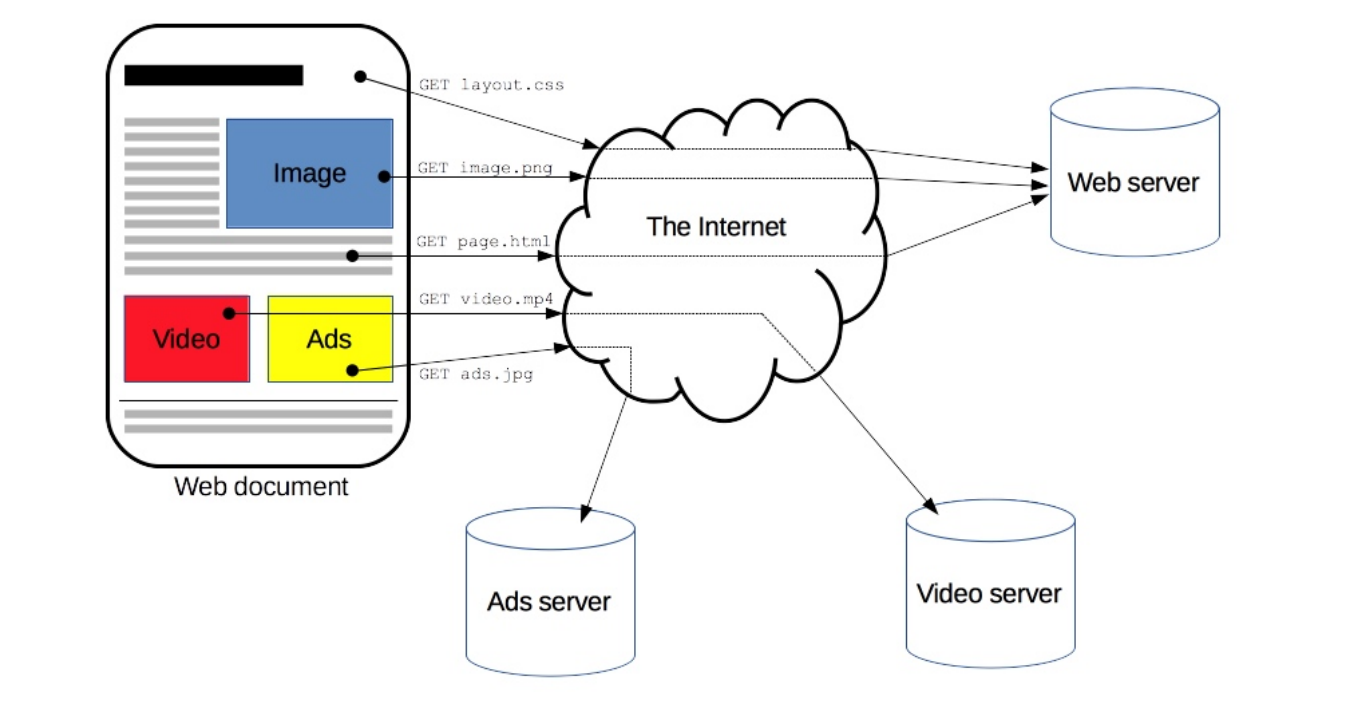 GET layout.css
Image
GET image.png
Web server
The Internet
GET page.html
GET video.mp4
Video
Ads
GET ads.jpg
Web document
Ads server
Video server